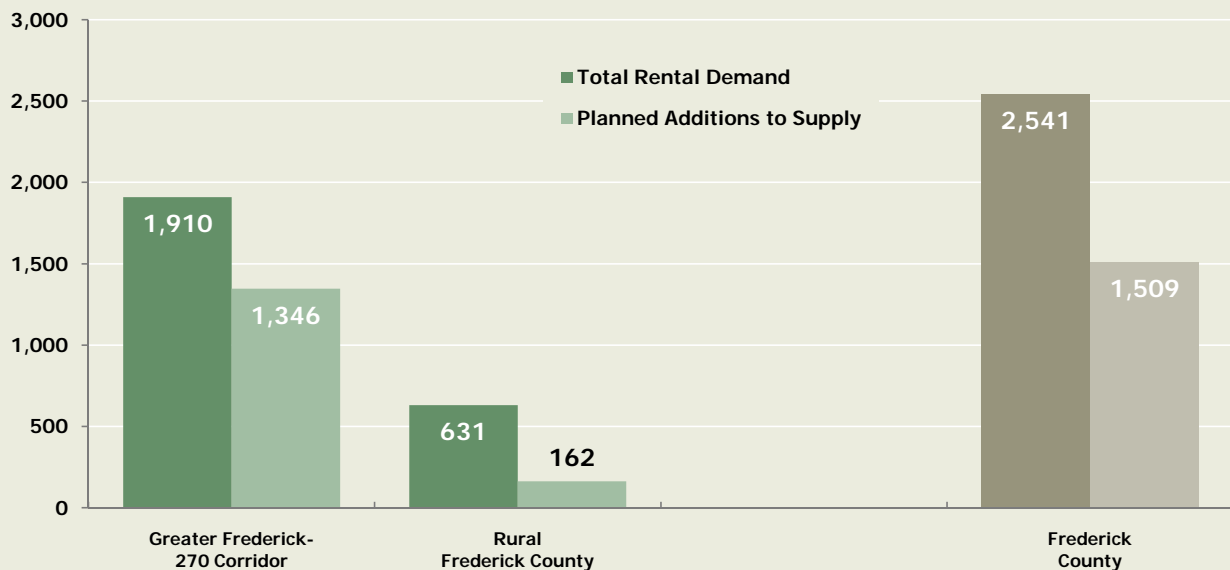 3,000
2,500
2,000
1,500
1,000
500
0
Total Rental Demand
Planned Additions to Supply
1,910
1,346
631
162
2,541
1,509
Greater Frederick-
270 Corridor
Rural
Frederick County
Frederick
County